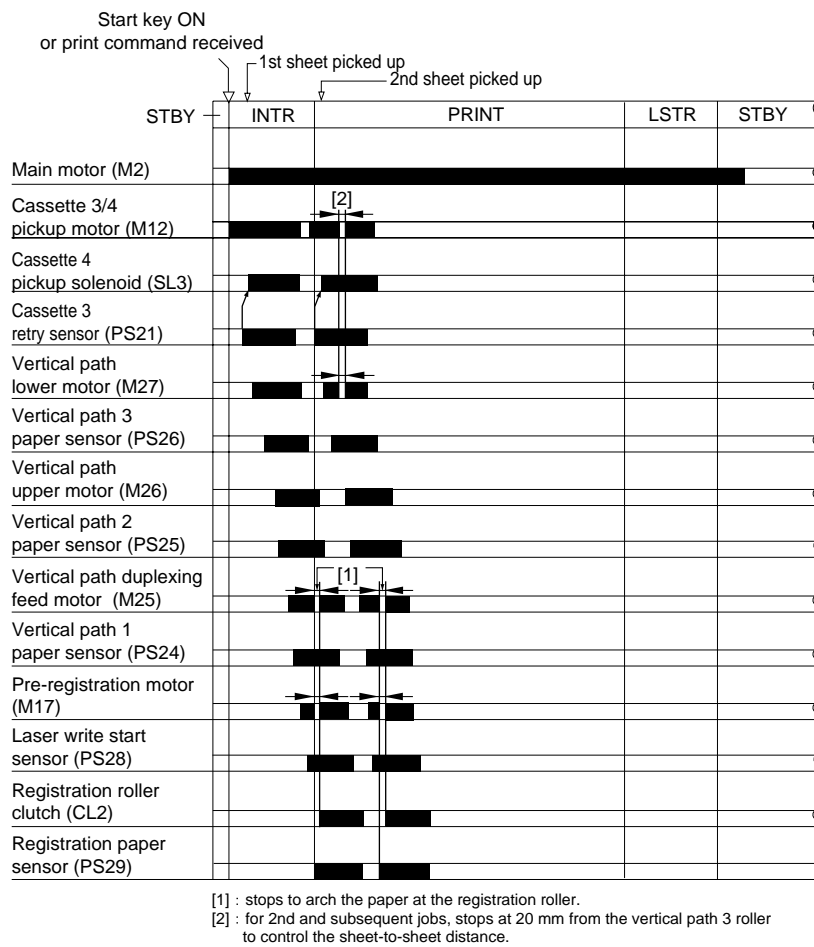 Start key ON
or print command received
1st sheet picked up
2nd sheet picked up
STBY INTR PRINT LSTR STBY
Main motor (M2)
Cassette 3/4
pickup motor (M12)
[2]
Cassette 4
pickup solenoid (SL3)
Cassette 3
retry sensor (PS21)
Vertical path
lower motor (M27)
Vertical path 3
paper sensor (PS26)
Vertical path
upper motor (M26)
Vertical path 2
paper sensor (PS25)
Vertical path duplexing
feed motor (M25)
[1]
Vertical path 1
paper sensor (PS24)
Pre-registration motor
(M17)
Laser write start
sensor (PS28)
Registration roller
clutch (CL2)
Registration paper
sensor (PS29)
[1] : stops to arch the paper at the registration roller.
[2] : for 2nd and subsequent jobs, stops at 20 mm from the vertical path 3 roller
to control the sheet-to-sheet distance.